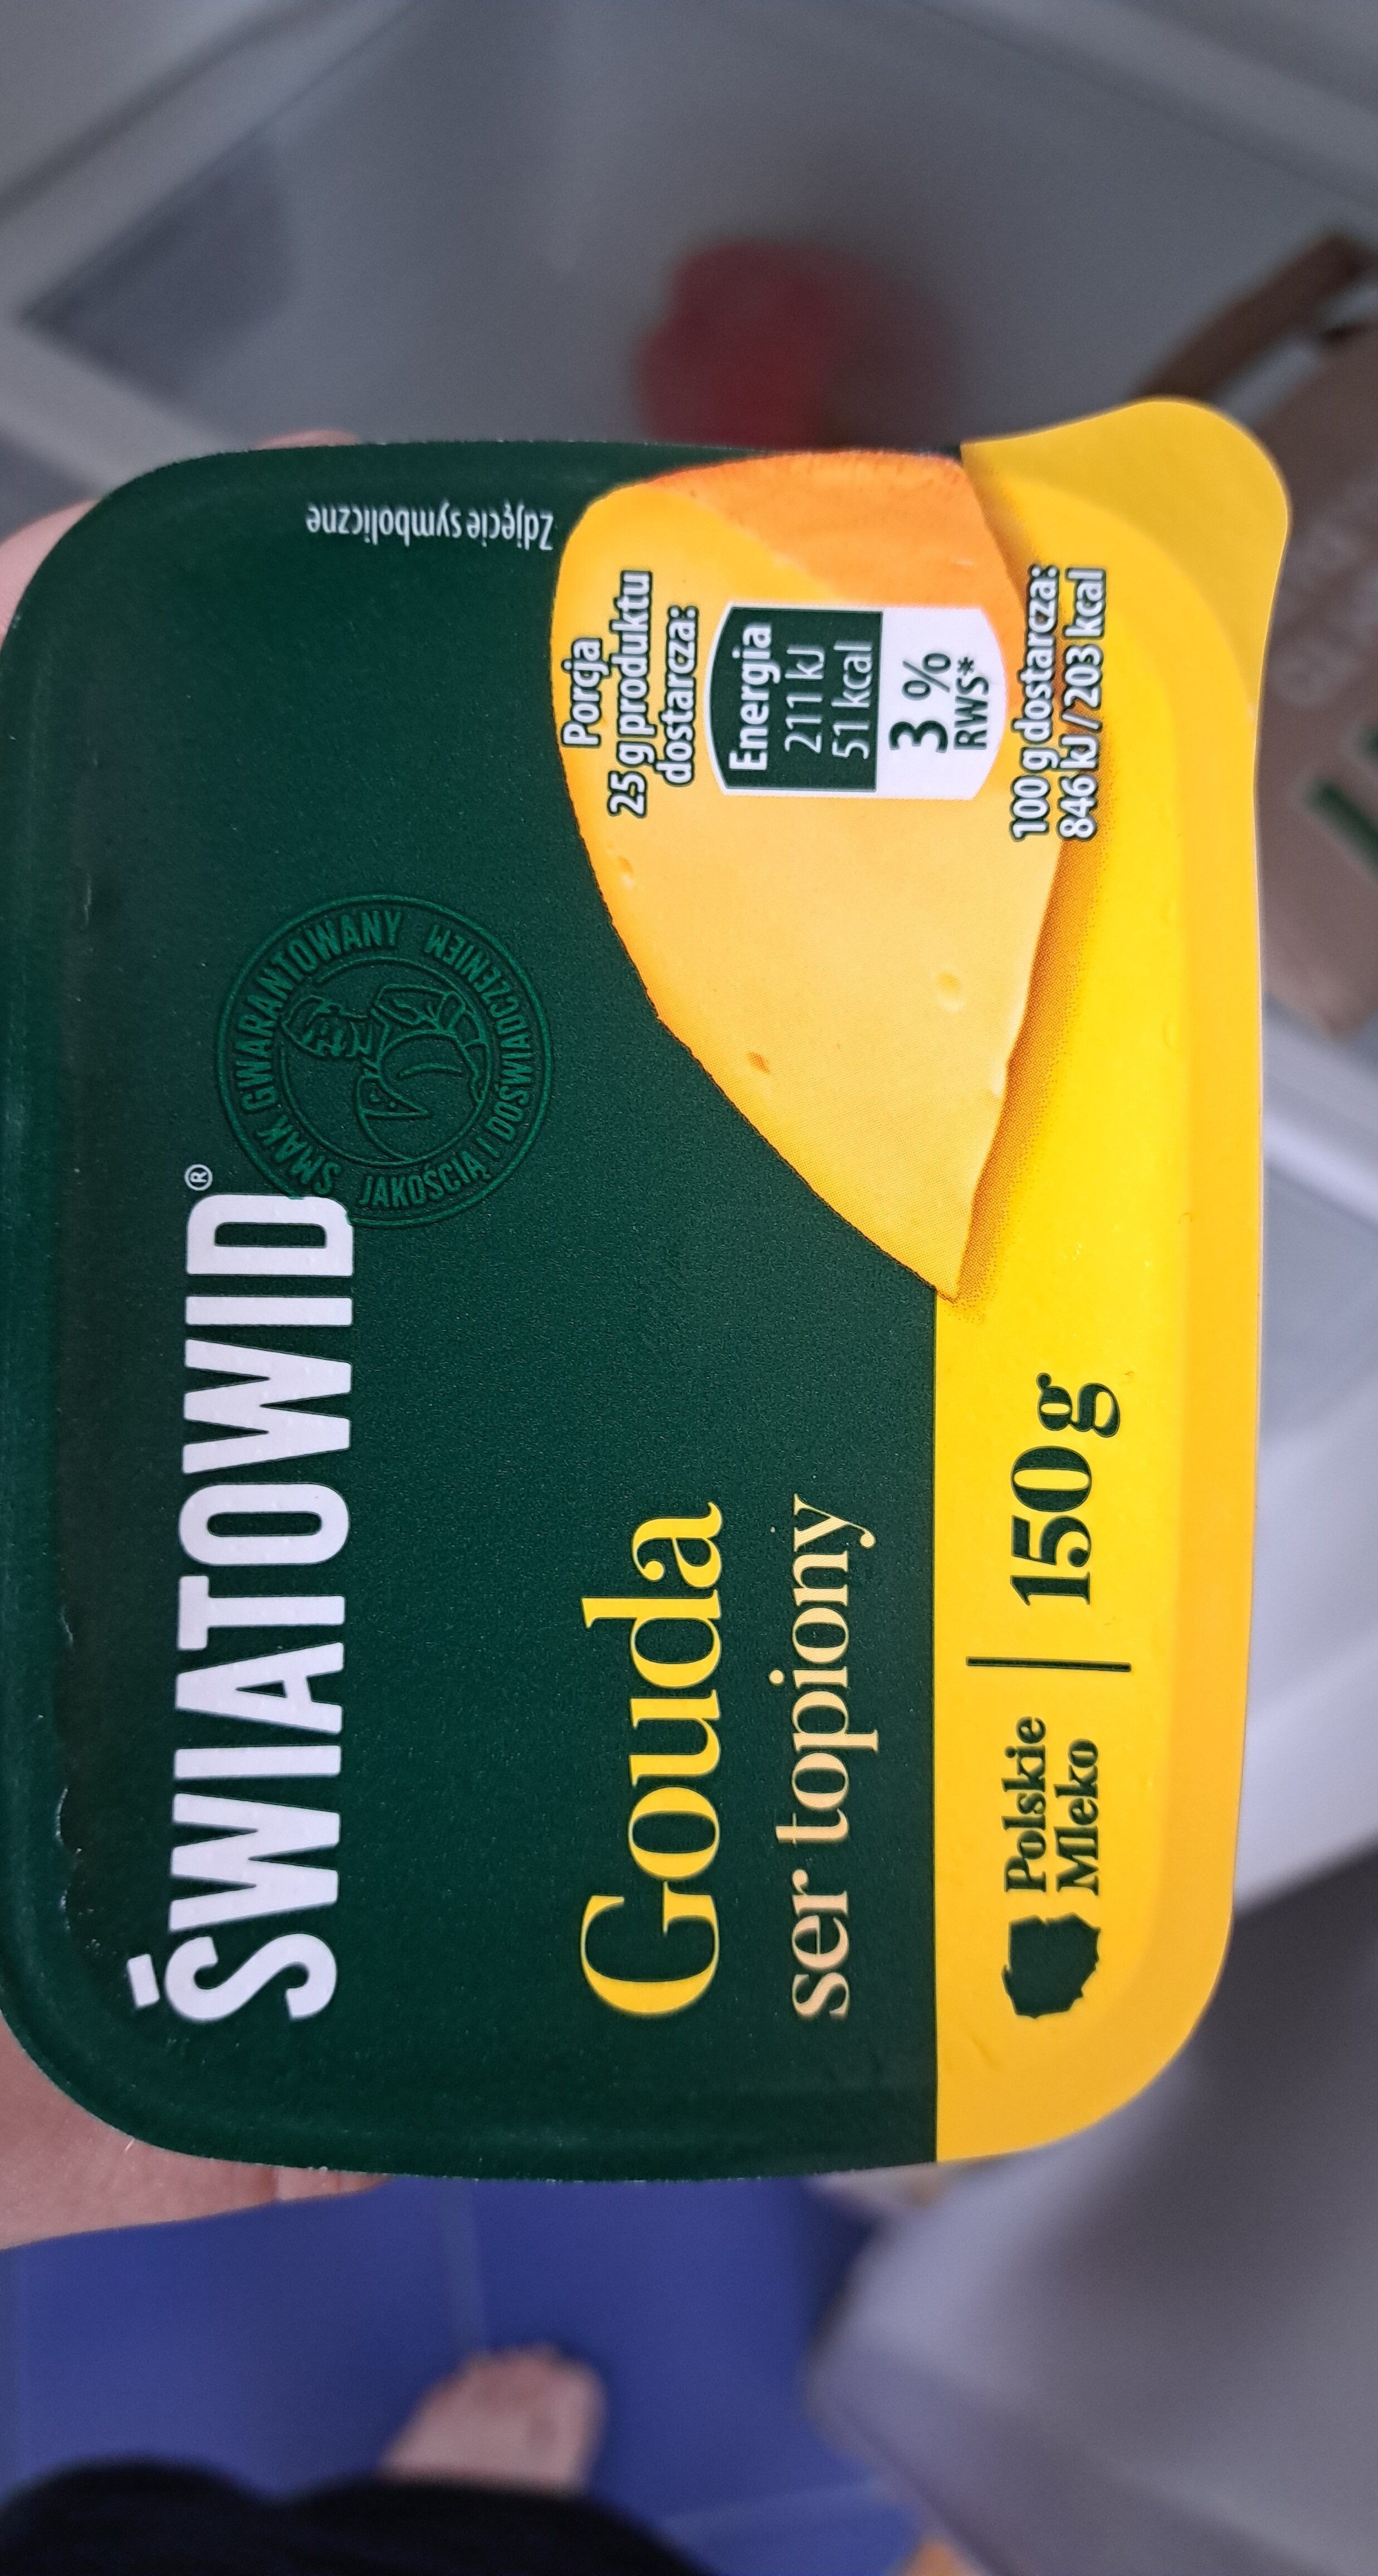 ŚWIATOWID®
SMAK GWARANTOWANY
JAKOŚCIĄ I DOŚWIADCZENIEM
Zdjęcie symboliczne
Gouda
ser topiony
Porcja
25 g produktu
dostarcza:
Energia
211 kJ
51 kcal
3 %
RWS*
100 g dostarcza:
846 kJ / 203 kcal
Polskie
Mleko
150 g